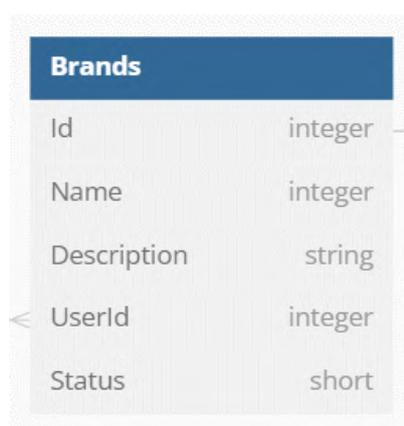 Brands
Id integer
Name integer
Description string
UserId integer
Status short